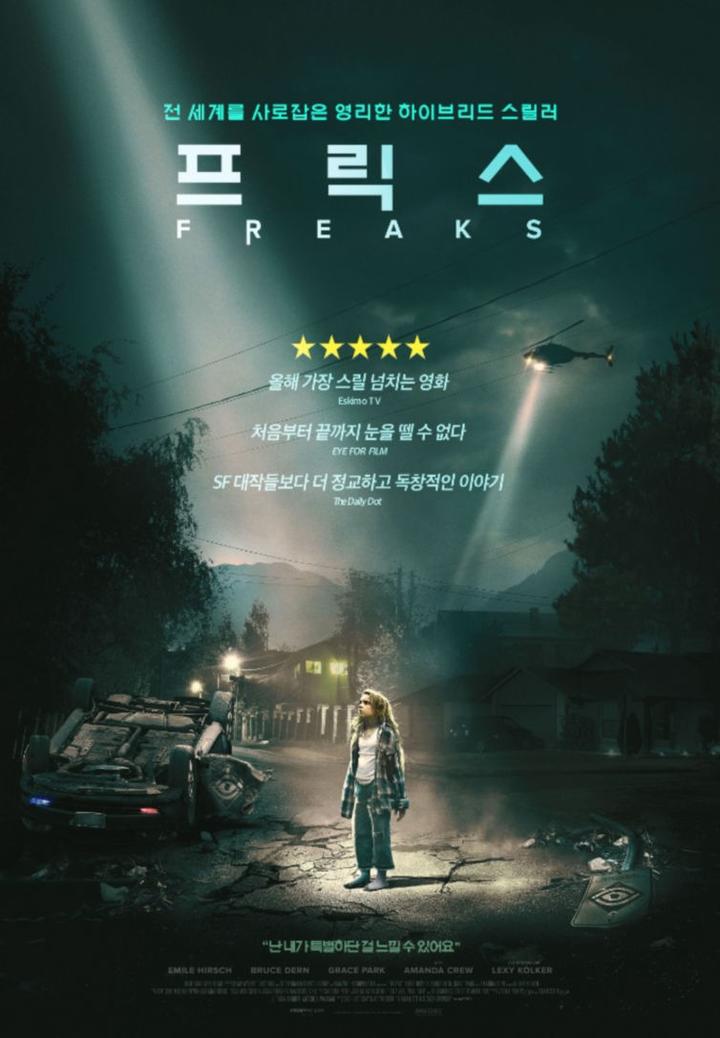 전 세계를 사로잡은 영리한 하이브리드 스릴러
프릭스
FREAKS
★★★★★
올해 가장 스릴 넘치는 영화
Eskimo TV
처음부터 끝까지 눈을 뗄 수 없다
EYE FOR FILM
SF 대작들보다 더 정교하고 독창적인 이야기
The Daily Dot
“난 내가 특별하단 걸 느낄 수 있어요”
EMILE HIRSCH BRUCE DERN GRACE PARK AMANDA CREW LEXY KOLKER